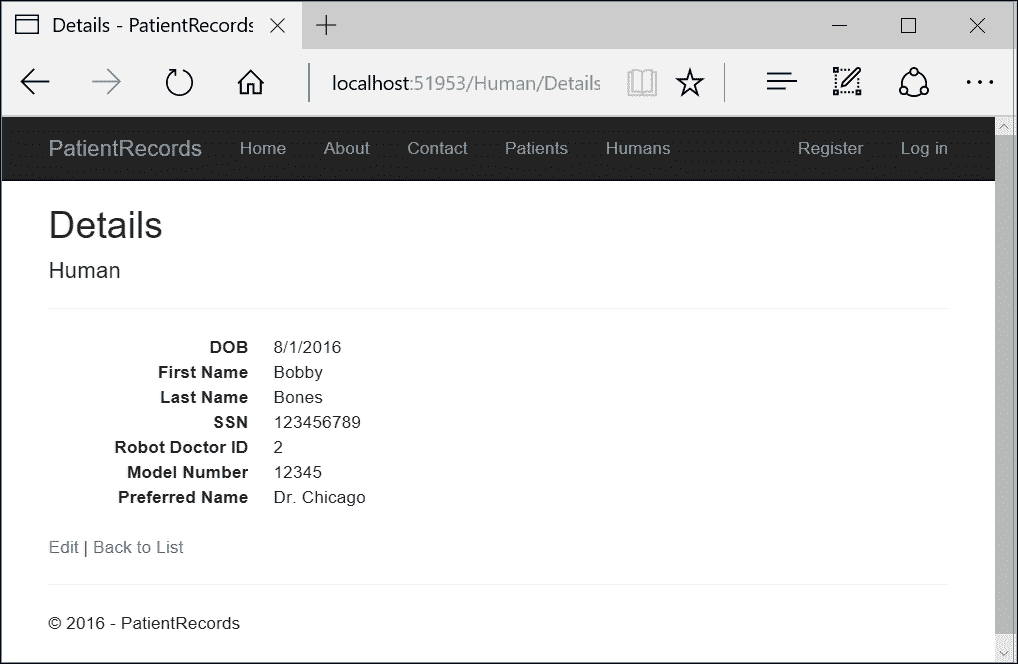 Details - PatientRecords
localhost:51953/Human/Details
PatientRecords Home About Contact Patients Humans Register Log in
Details
Human
DOB 8/1/2016
First Name Bobby
Last Name Bones
SSN 123456789
Robot Doctor ID 2
Model Number 12345
Preferred Name Dr. Chicago
Edit | Back to List
© 2016 - PatientRecords